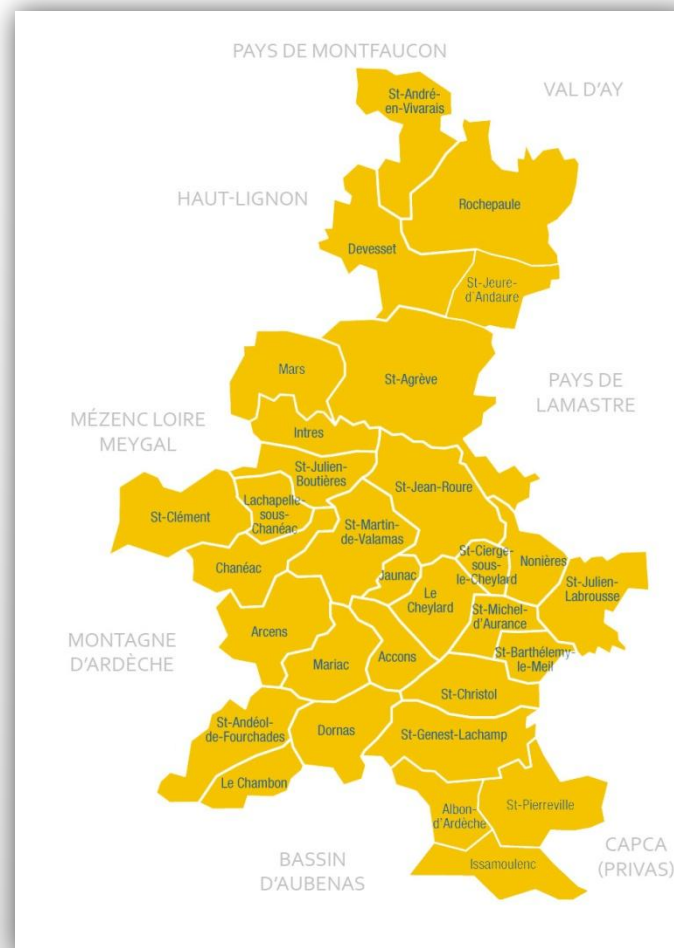 PAYS DE MONTFAUCON
VAL D'AY
St-André-
en-Vivarais
HAUT-LIGNON
Rochepaule
Devesset
St-Jeure-
d'Andaure
Mars
St-Agrève
PAYS DE
LAMASTRE
MÉZENC LOIRE
MEYGAL
Intres
St-Julien-
Boutières
St-Jean-Roure
Lachapelle-
sous-
Chanéac
St-Clément
St-Martin-
de-Valamas
St-Cierge-
sous-
le-Cheylard
Nonières
Chanéac
Jaunac
St-Julien-
Labrousse
Le
Cheylard
St-Michel-
d'Aurance
Arcens
MONTAGNE
D'ARDÈCHE
Mariac
Accons
St-Barthélemy-
le-Meil
St-Christol
St-Andéol-
de-Fourchades
Dornas
St-Genest-Lachamp
Le Chambon
Albon-
d'Ardèche
St-Pierreville
BASSIN
D'AUBENAS
Issamoulenc
CAPCA
(PRIVAS)